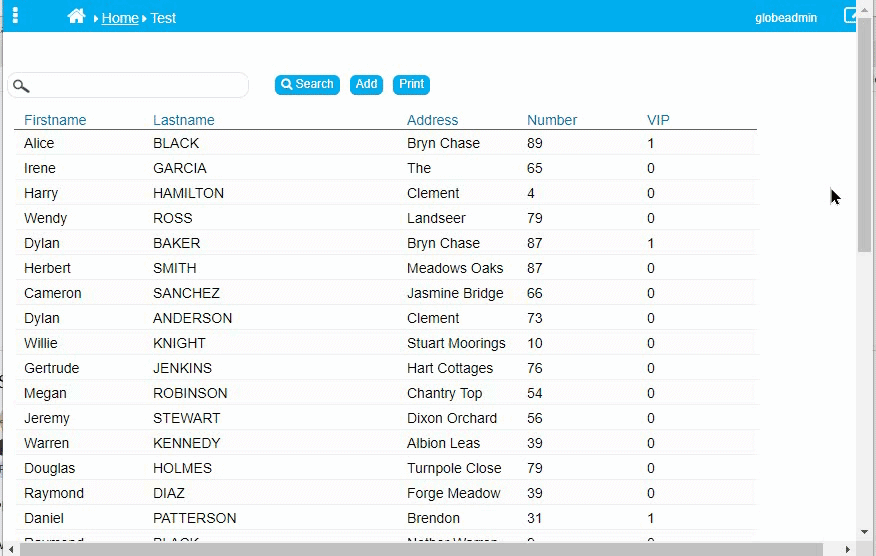 Home Test globeadmin
Search Add Print
Firstname Lastname Address Number VIP
Alice BLACK Bryn Chase 89 1
Irene GARCIA The 65 0
Harry HAMILTON Clement 4 0
Wendy ROSS Landseer 79 0
Dylan BAKER Bryn Chase 87 1
Herbert SMITH Meadows Oaks 87 0
Cameron SANCHEZ Jasmine Bridge 66 0
Dylan ANDERSON Clement 73 0
Willie KNIGHT Stuart Moorings 10 0
Gertrude JENKINS Hart Cottages 76 0
Megan ROBINSON Chantry Top 54 0
Jeremy STEWART Dixon Orchard 56 0
Warren KENNEDY Albion Leas 39 0
Douglas HOLMES Turnpole Close 79 0
Raymond DIAZ Forge Meadow 39 0
Daniel PATTERSON Brendon 31 1